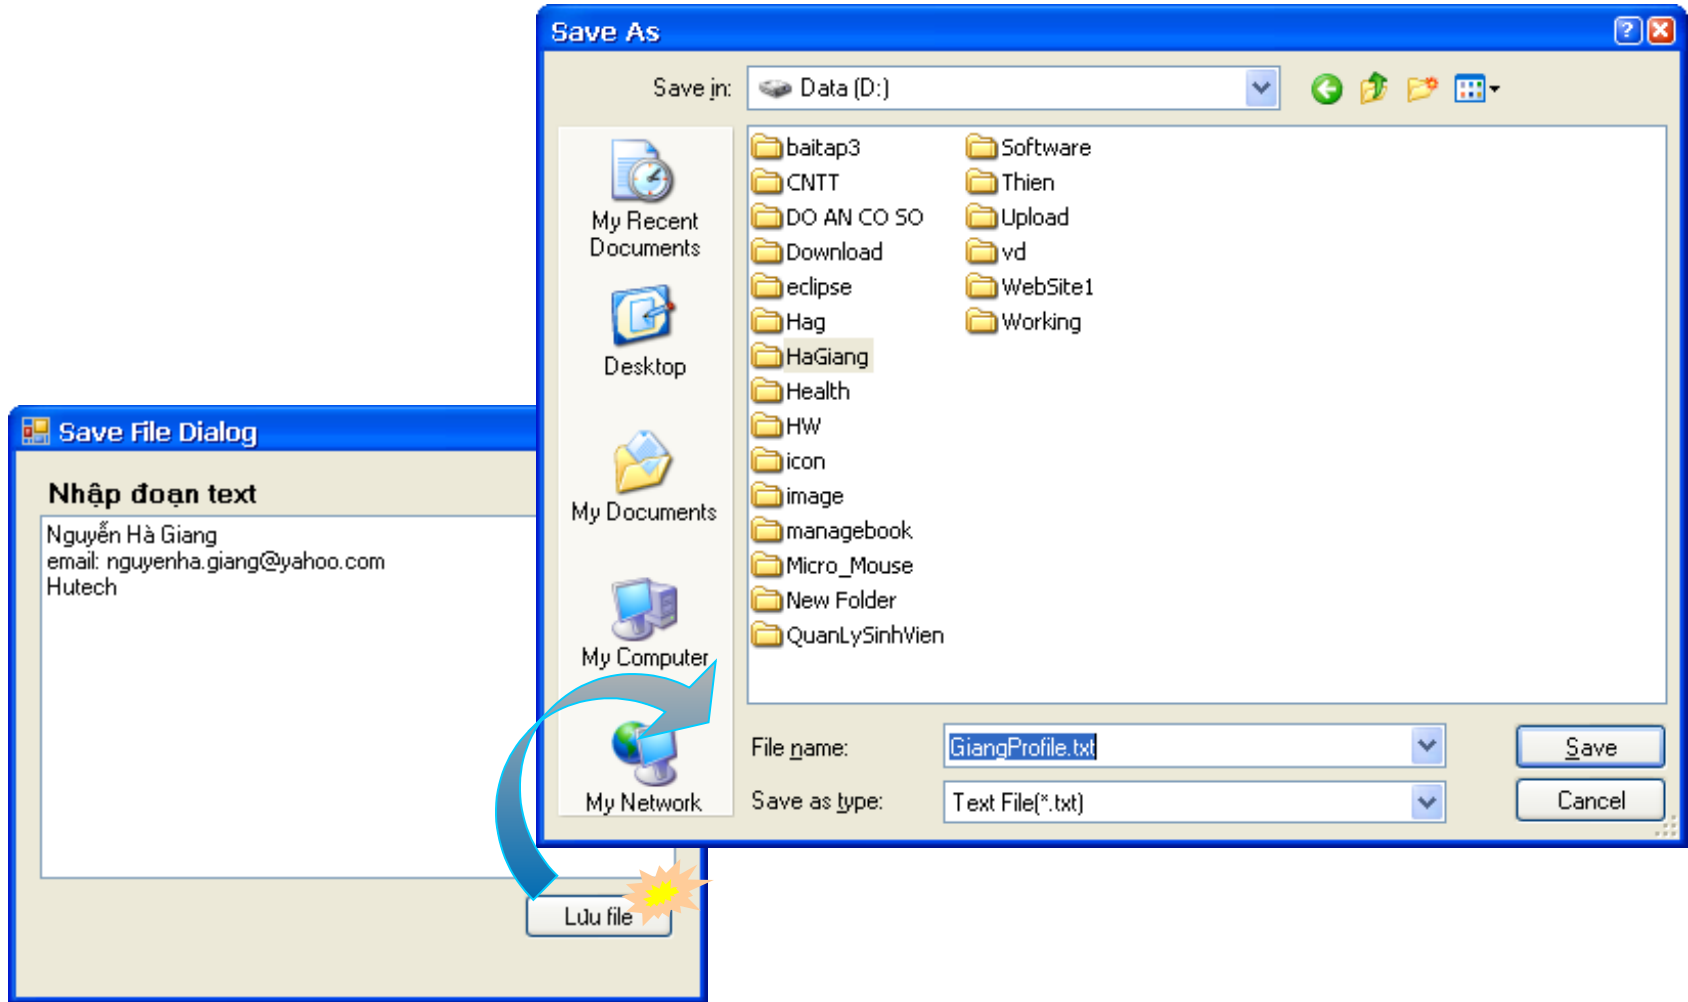 Save As
Save in:
Data (D:)
My Recent
Documents
Desktop
My Documents
My Computer
My Network
baitap3
CNTT
DO AN CO SO
Download
eclipse
Hag
HaGiang
Health
HW
icon
image
managebook
Micro_Mouse
New Folder
QuanLySinhVien
Software
Thien
Upload
vd
WebSite1
Working
File name:
GiangProfile.txt
Save
Save as type:
Text File(*.txt)
Cancel
Save File Dialog
Nhập đoạn text
Nguyễn Hà Giang
email: nguyenha.giang@yahoo.com
Hutech
Lưu file